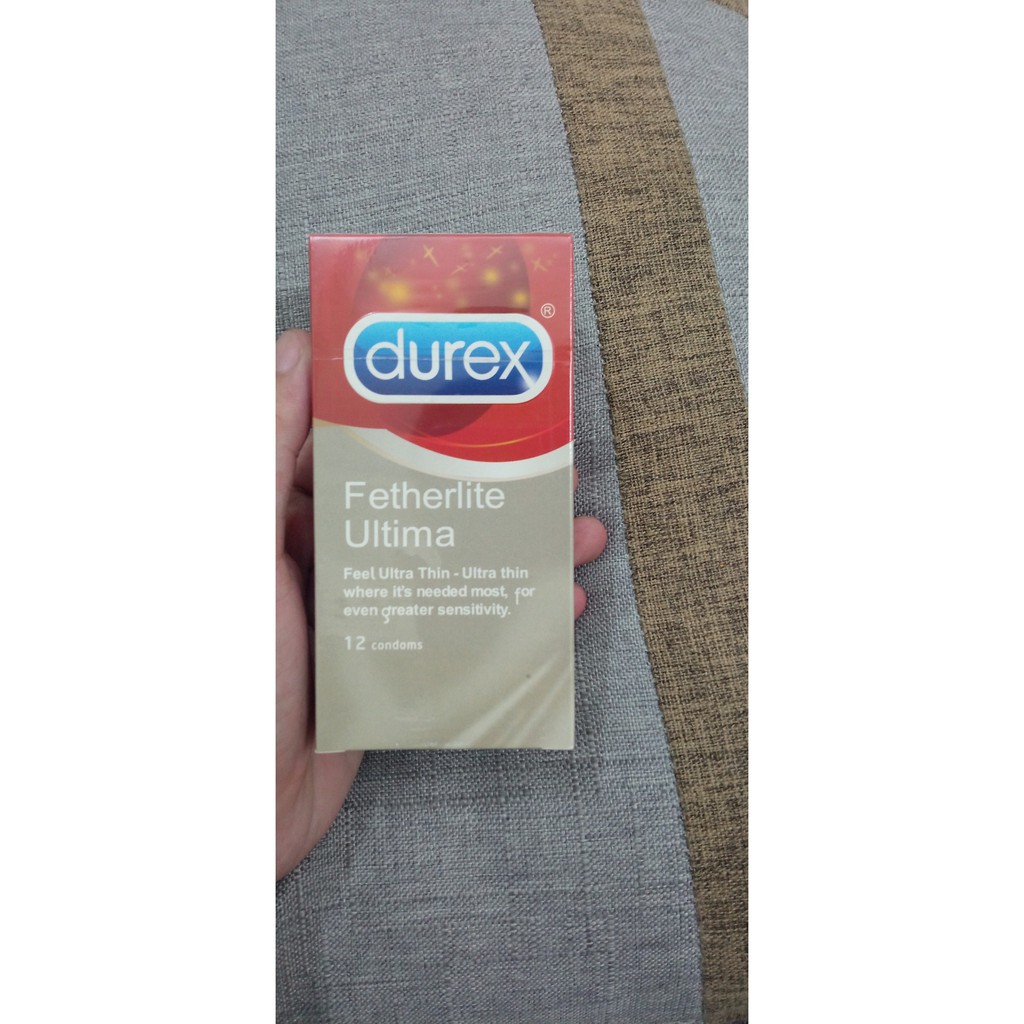 durex®
Fetherlite
Ultima
Feel Ultra Thin - Ultra thin
where it's needed most, for
even greater sensitivity.
12 condoms